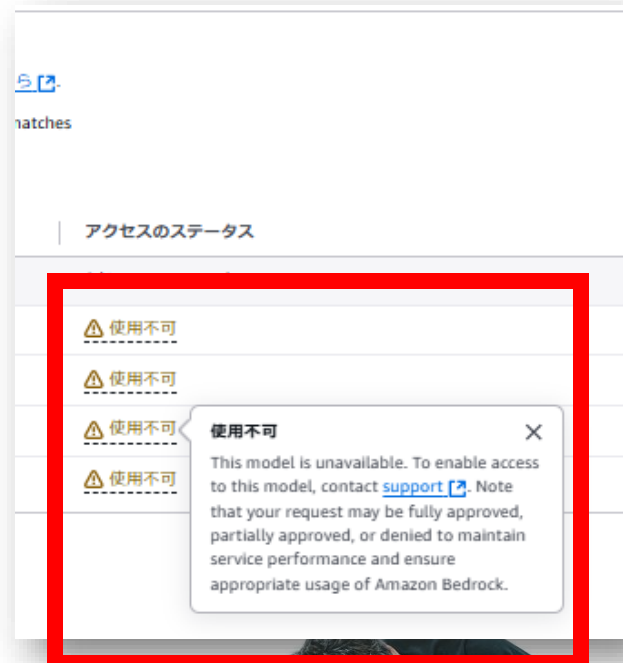 ら
natches
アクセスのステータス
使用不可
使用不可
使用不可
使用不可
使用不可
This model is unavailable. To enable access
to this model, contact support. Note
that your request may be fully approved,
partially approved, or denied to maintain
service performance and ensure
appropriate usage of Amazon Bedrock.